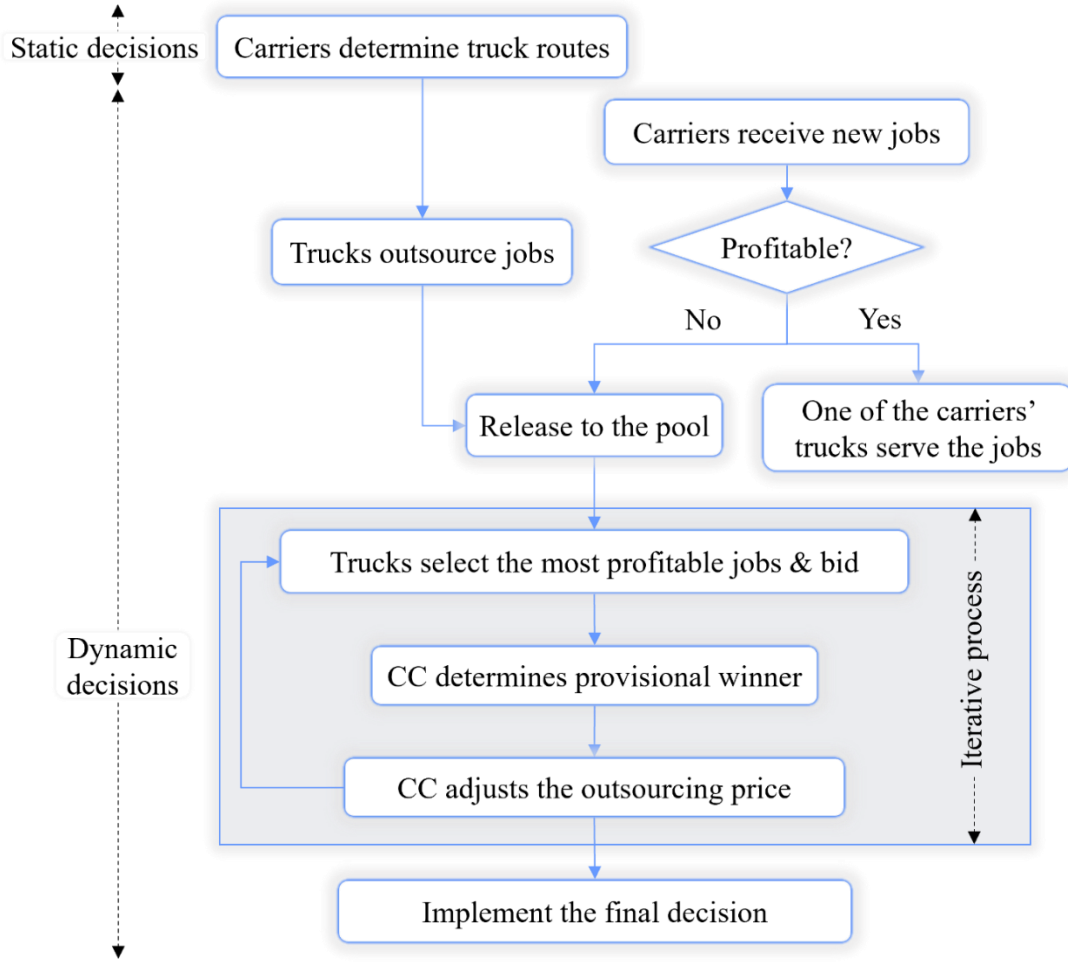 Static decisions
Carriers determine truck routes
Carriers receive new jobs
Trucks outsource jobs
Profitable?
No
Yes
Release to the pool
One of the carriers’
trucks serve the jobs
Trucks select the most profitable jobs & bid
CC determines provisional winner
CC adjusts the outsourcing price
Iterative process
Dynamic
decisions
Implement the final decision